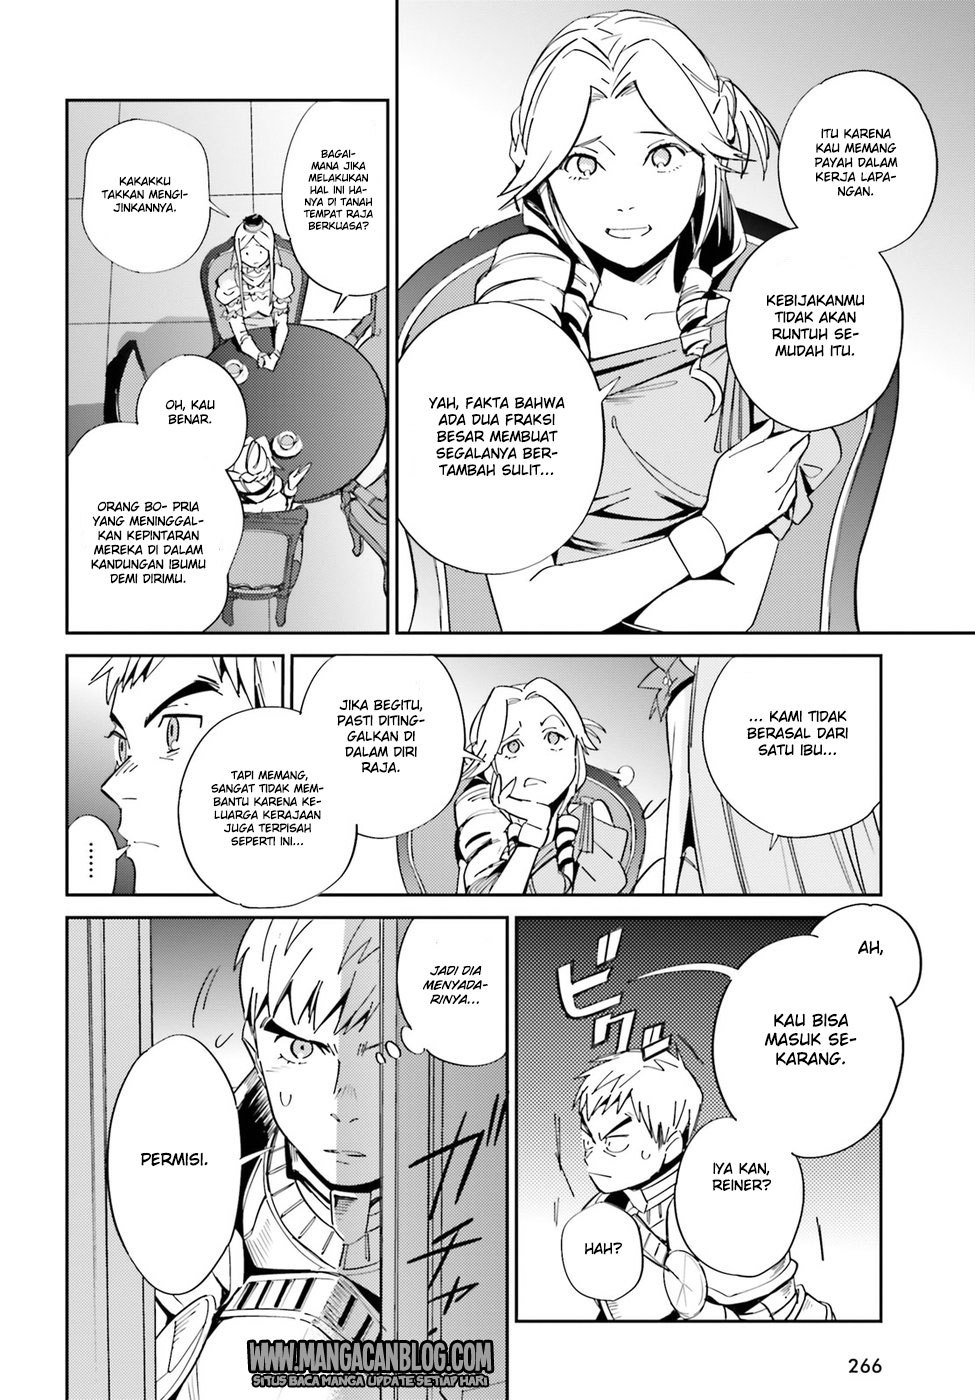 ITU KARENA
KAU MEMANG
PAYAH DALAM
KERJA LAPA-
NGAN.
KEBIJAKANMU
TIDAK AKAN
RUNTUH SE-
MUDAH ITU.
YAH, FAKTA BAHWA
ADA DUA FRAKSI
BESAR MEMBUAT
SEGALANYA BER-
TAMBAH SULIT...
BAGAI-
MANA JIKA
MELAKUKAN
HAL INI HA-
NYA DI TANAH
TEMPAT RAJA
BERKUASA?
KAKAKKU
TAKKAN MENGI-
JINKANNYA.
OH, KAU
BENAR.
ORANG BO- PRIA
YANG MENINGGAL-
KAN KEPINTARAN
MEREKA DI DALAM
KANDUNGAN IBUMU
DEMI DIRIMU.
... KAMI TIDAK
BERASAL DARI
SATU IBU...
JIKA BEGITU,
PASTI DITING-
GALKAN DI
DALAM DIRI
RAJA.
TAPI MEMANG,
SANGAT TIDAK MEM-
BANTU KARENA KE-
LUARGA KERAJAAN
JUGA TERPISAH
SEPERTI INI...
......
AH,
KAU BISA
MASUK SE-
KARANG.
IYA KAN,
REINER?
ビクッ
HAH?
JADI DIA
MENYADA-
RINYA...
PERMISI.
WWW.MANGACANBLOG.COM
SITUS BACA MANGA UPDATE SETIAP HARI
266